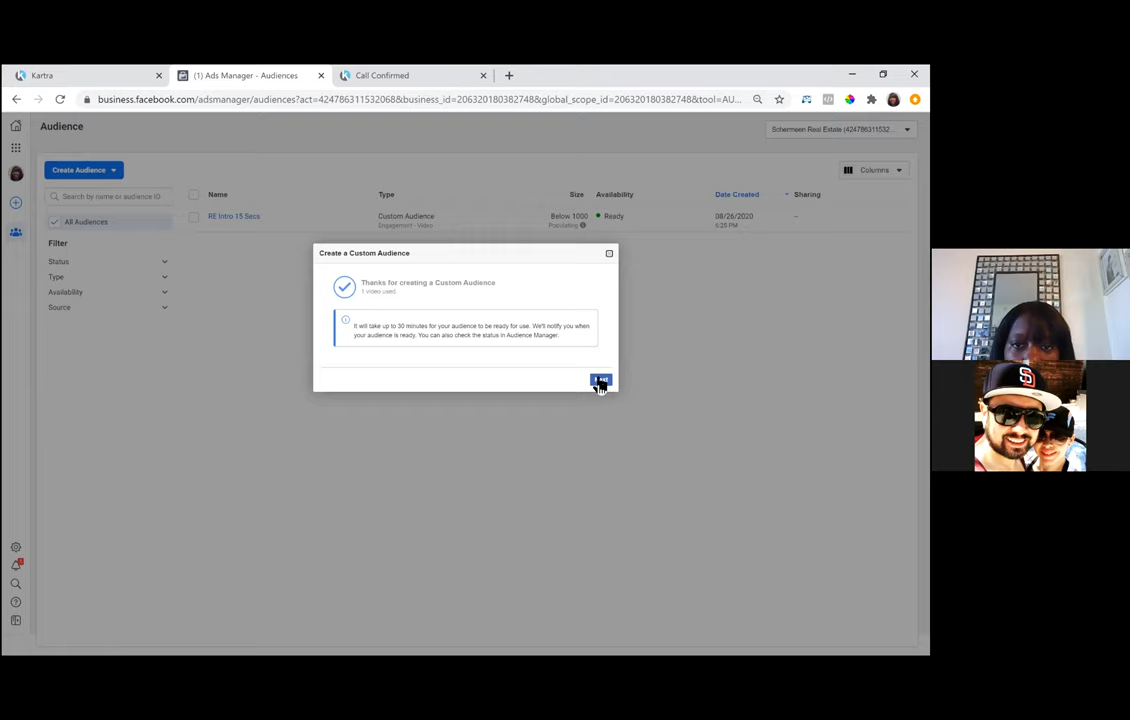 Kartra
(1) Ads Manager - Audiences
Call Confirmed
business.facebook.com/adsmanager/audiences?act=424786311532068&business_id=206320180382748&global_scope_id=206320180382748&tool=AU...
Audience
Schermeen Real Estate (424786311532...
Create Audience
Columns
Search by name or audience ID
Name
Type
Size
Availability
Date Created
Sharing
All Audiences
RE Intro 15 Secs
Custom Audience
Below 1000
Ready
08/26/2020
--
Engagement - Video
Populating
6:25 PM
Filter
Status
Type
Availability
Source
Create a Custom Audience
Thanks for creating a Custom Audience
1 video used.
It will take up to 30 minutes for your audience to be ready for use. We'll notify you when
your audience is ready. You can also check the status in Audience Manager.